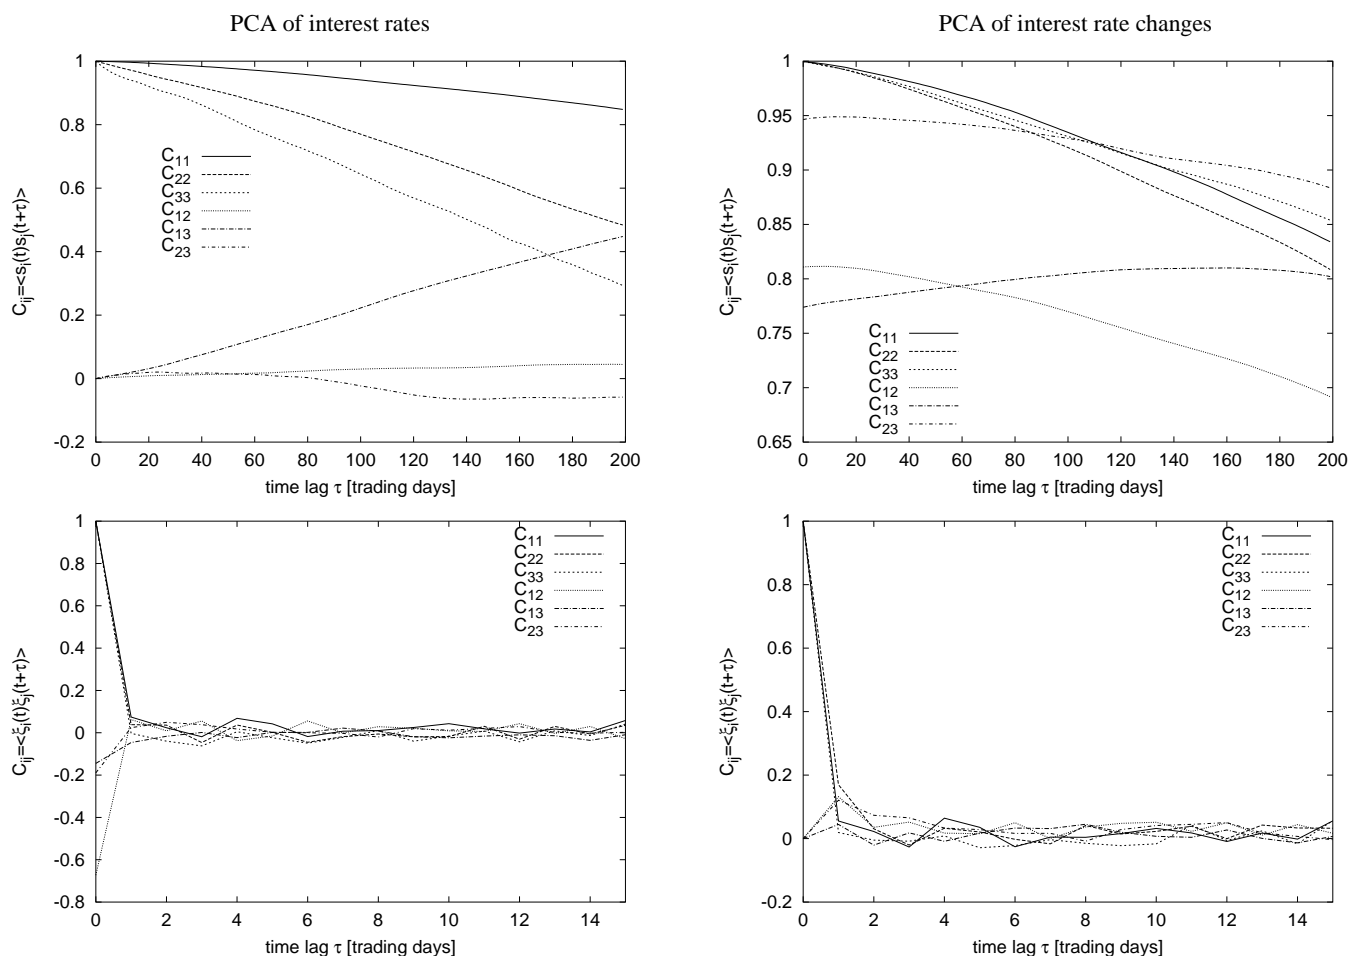 PCA of interest rates
PCA of interest rate changes
1
0.8
0.6
0.4
0.2
0
-0.2
0 20 40 60 80 100 120 140 160 180 200
C11
C22
C33
C12
C13
C23
Cij=<si(t)sj(t+τ)>
time lag τ [trading days]
1
0.95
0.9
0.85
0.8
0.75
0.7
0.65
0 20 40 60 80 100 120 140 160 180 200
C11
C22
C33
C12
C13
C23
Cij=<si(t)sj(t+τ)>
time lag τ [trading days]
1
0.8
0.6
0.4
0.2
0
-0.2
-0.4
-0.6
-0.8
0 2 4 6 8 10 12 14
C11
C22
C33
C12
C13
C23
Cij=<ξi(t)ξj(t+τ)>
time lag τ [trading days]
1
0.8
0.6
0.4
0.2
0
-0.2
0 2 4 6 8 10 12 14
C11
C22
C33
C12
C13
C23
Cij=<ξi(t)ξj(t+τ)>
time lag τ [trading days]